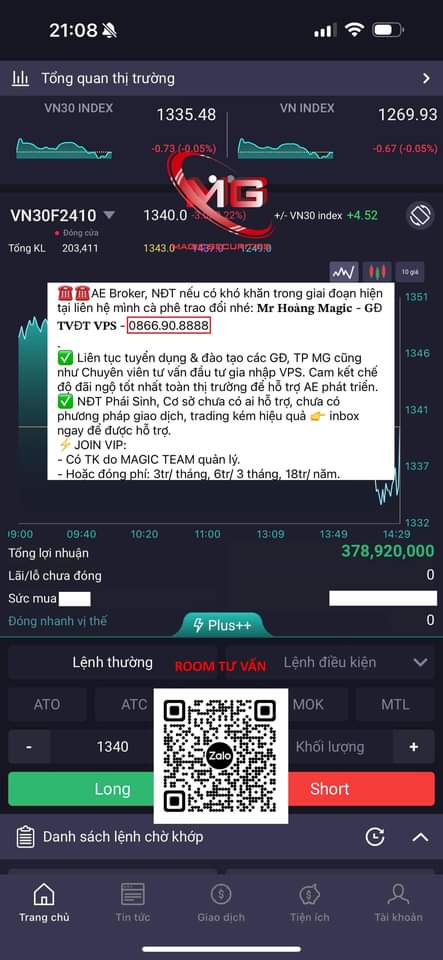 21:08
Tổng quan thị trường
VN30 INDEX
1335.48
-0.73 (-0.05%)
VN INDEX
1269.93
-0.67 (-0.05%)
MG
VN30F2410
Đóng cửa
1340.0
+/- VN30 index +4.52
Tổng KL 203,411 1343.0
10 giá
1351
1346
1337
1332
☎️☎️AE Broker, NĐT nếu có khó khăn trong giai đoạn hiện
tại liên hệ mình cà phê trao đổi nhé: Mr Hoàng Magic - GĐ
TVĐT VPS - 0866.90.8888
.
✅ Liên tục tuyển dụng & đào tạo các GĐ, TP MG cũng
như Chuyên viên tư vấn đầu tư gia nhập VPS. Cam kết chế
độ đãi ngộ tốt nhất toàn thị trường để hỗ trợ AE phát triển.
✅ NĐT Phái Sinh, Cơ sở chưa có ai hỗ trợ, chưa có
phương pháp giao dịch, trading kém hiệu quả 👉 inbox
ngay để được hỗ trợ.
⚡JOIN VIP:
- Có TK do MAGIC TEAM quản lý.
- Hoặc đóng phí: 3tr/ tháng, 6tr/ 3 tháng, 18tr/ năm.
09:00 09:40 10:20 11:00 13:09 13:49 14:29
Tổng lợi nhuận 378,920,000
Lãi/lỗ chưa đóng 0
Sức mua
Đóng nhanh vị thế 0
Plus++
Lệnh thường
ROOM TƯ VẤN
Lệnh điều kiện
ATO ATC MOK MTL
- 1340 Khối lượng +
Zalo
Long Short
Danh sách lệnh chờ khớp
Trang chủ Tin tức Giao dịch Tiện ích Tài khoản